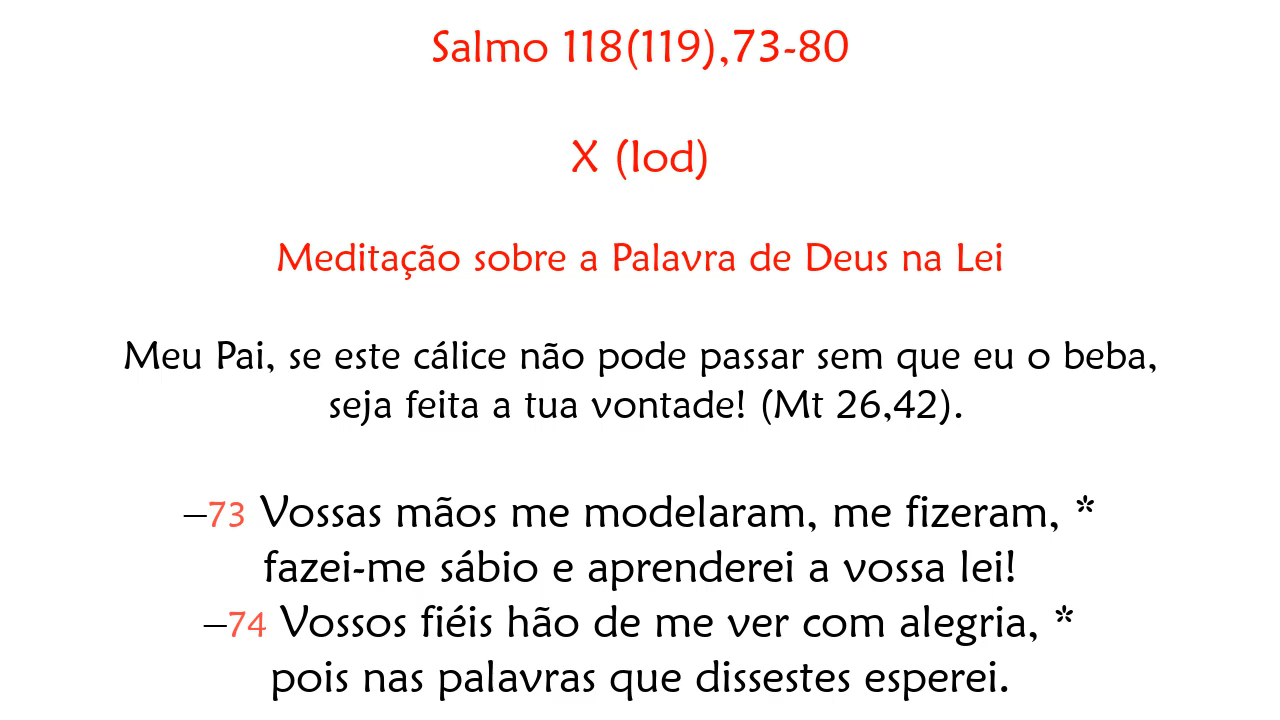 Salmo 118(119),73-80
X (Iod)
Meditação sobre a Palavra de Deus na Lei
Meu Pai, se este cálice não pode passar sem que eu o beba,
seja feita a tua vontade! (Mt 26,42).
–73 Vossas mãos me modelaram, me fizeram, *
fazei-me sábio e aprenderei a vossa lei!
–74 Vossos fiéis hão de me ver com alegria, *
pois nas palavras que dissestes esperei.